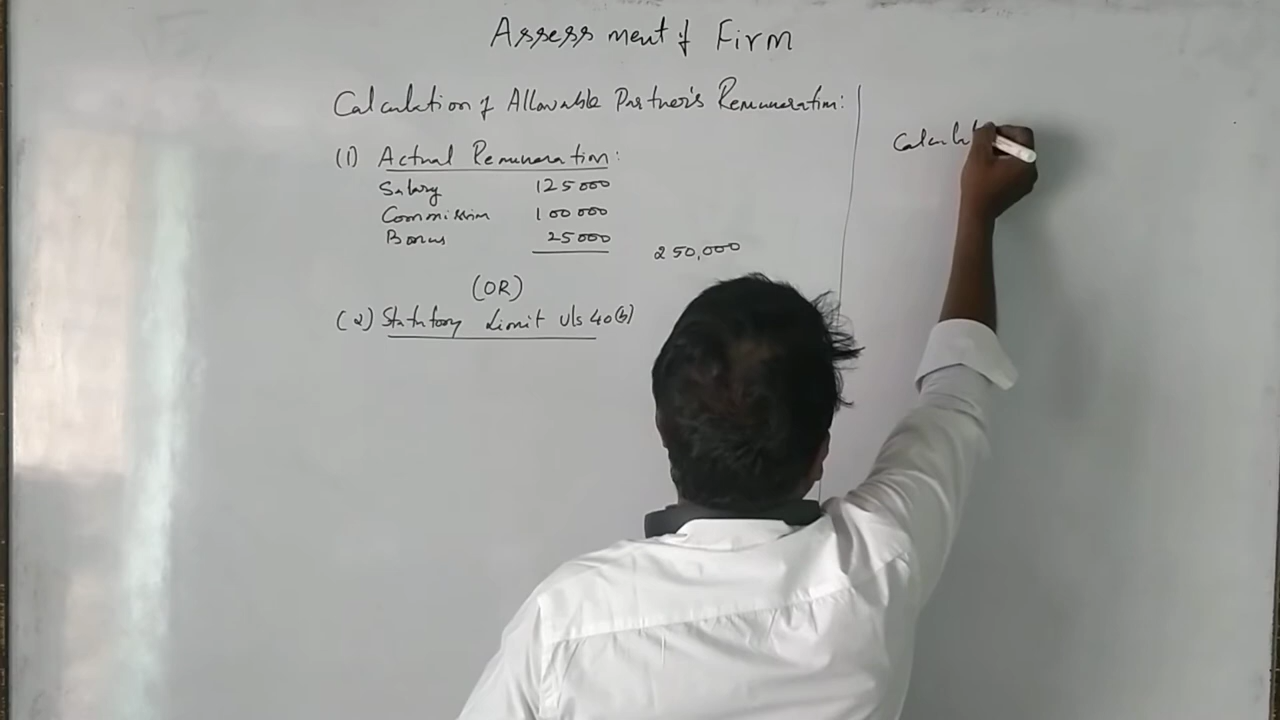 Assessment of Firm
Calculation of Allowable Partner's Remuneration:
(1) Actual Remuneration:
Salary 125000
Commission 100000
Bonus 25000 250,000
(OR)
(2) Statutory Limit U/s 40(b)
Calculat